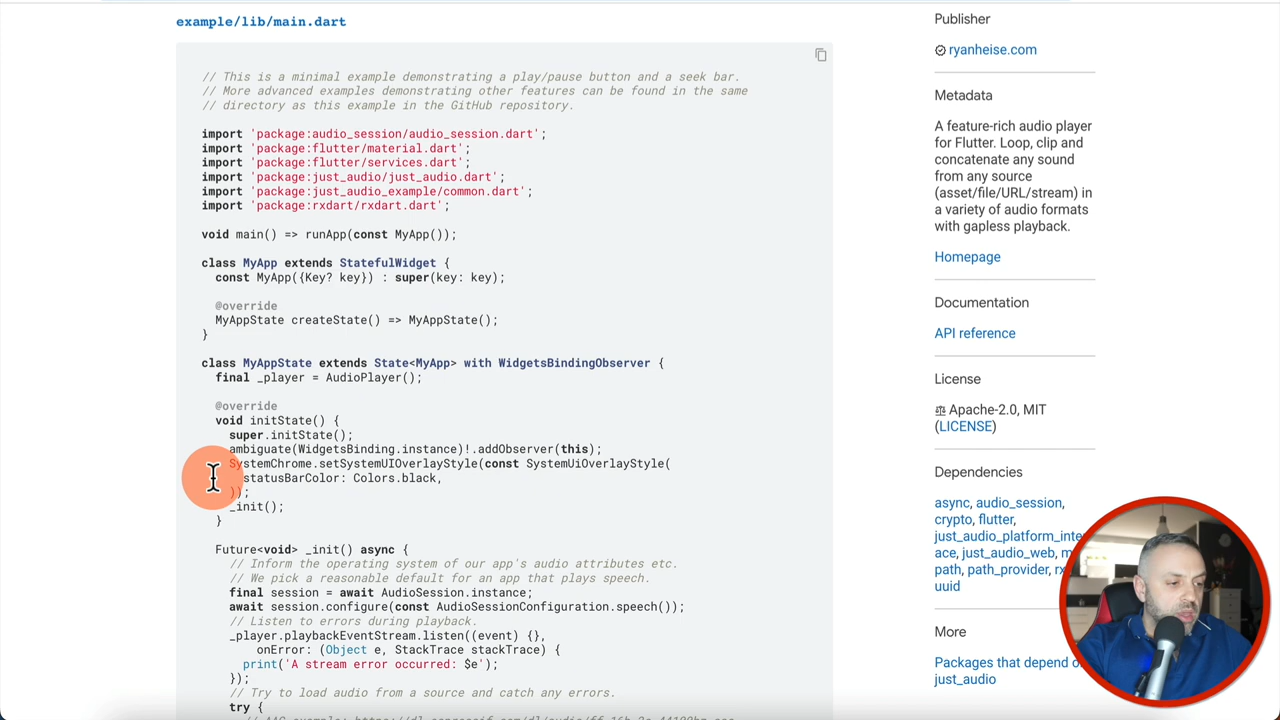 example/lib/main.dart
// This is a minimal example demonstrating a play/pause button and a seek bar.
// More advanced examples demonstrating other features can be found in the same
// directory as this example in the GitHub repository.
import 'package:audio_session/audio_session.dart';
import 'package:flutter/material.dart';
import 'package:flutter/services.dart';
import 'package:just_audio/just_audio.dart';
import 'package:just_audio_example/common.dart';
import 'package:rxdart/rxdart.dart';
void main() => runApp(const MyApp());
class MyApp extends StatefulWidget {
const MyApp({Key? key}) : super(key: key);
@override
MyAppState createState() => MyAppState();
}
class MyAppState extends State<MyApp> with WidgetsBindingObserver {
final _player = AudioPlayer();
@override
void initState() {
super.initState();
ambiguate(WidgetsBinding.instance)!.addObserver(this);
SystemChrome.setSystemUIOverlayStyle(const SystemUiOverlayStyle(
statusBarColor: Colors.black,
));
_init();
}
Future<void> _init() async {
// Inform the operating system of our app's audio attributes etc.
// We pick a reasonable default for an app that plays speech.
final session = await AudioSession.instance;
await session.configure(const AudioSessionConfiguration.speech());
// Listen to errors during playback.
_player.playbackEventStream.listen((event) {},
onError: (Object e, StackTrace stackTrace) {
print('A stream error occurred: $e');
});
// Try to load audio from a source and catch any errors.
try {
Publisher
ryanheise.com
Metadata
A feature-rich audio player
for Flutter. Loop, clip and
concatenate any sound
from any source
(asset/file/URL/stream) in
a variety of audio formats
with gapless playback.
Homepage
Documentation
API reference
License
Apache-2.0, MIT
(LICENSE)
Dependencies
async, audio_session,
crypto, flutter,
just_audio_platform_inte
ace, just_audio_web, m
path, path_provider, rx
uuid
More
Packages that depend o
just_audio